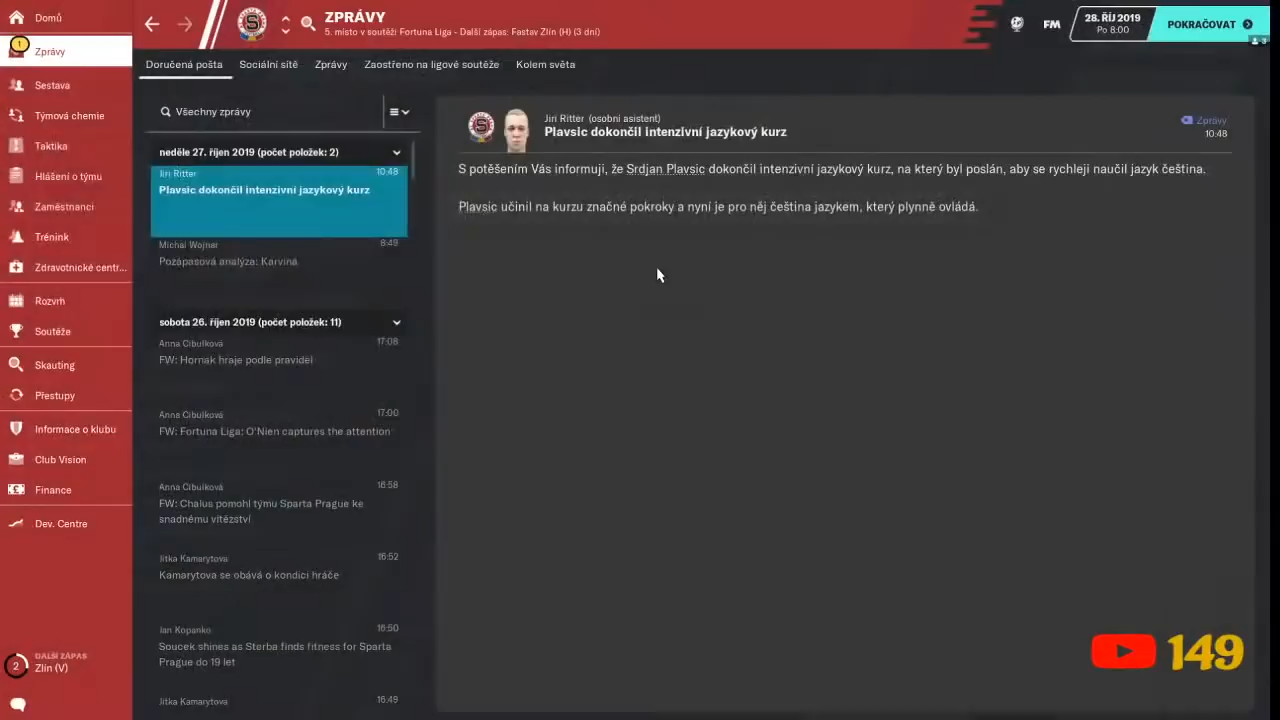 Domů
1
Zprávy
Sestava
Týmová chemie
Taktika
Hlášení o týmu
Zaměstnanci
Trénink
Zdravotnické centr...
Rozvrh
Soutěže
Skauting
Přestupy
Informace o klubu
Club Vision
Finance
Dev. Centre
2
DALŠÍ ZÁPAS
Zlín (V)
ZPRÁVY
5. místo v soutěži: Fortuna Liga - Další zápas: Fastav Zlín (H) (3 dní)
FM
28. ŘÍJ 2019
Po 8:00
POKRAČOVAT
3
Doručená pošta
Sociální sítě
Zprávy
Zaostřeno na ligové soutěže
Kolem světa
Všechny zprávy
neděle 27. říjen 2019 (počet položek: 2)
Jiri Ritter 10:48
Plavsic dokončil intenzivní jazykový kurz
Michal Wojnar 8:49
Pozápasová analýza: Karviná
sobota 26. říjen 2019 (počet položek: 11)
Anna Cibulková 17:08
FW: Hornak hraje podle pravidel
Anna Cibulková 17:00
FW: Fortuna Liga: O'Nien captures the attention
Anna Cibulková 16:58
FW: Chalus pomohl týmu Sparta Prague ke
snadnému vítězství
Jitka Kamarytova 16:52
Kamarytova se obává o kondici hráče
Jan Kopanko 16:50
Soucek shines as Sterba finds fitness for Sparta
Prague do 19 let
Jitka Kamarytova 16:49
Jiri Ritter (osobní asistent)
Plavsic dokončil intenzivní jazykový kurz
Zprávy
10:48
S potěšením Vás informuji, že Srdjan Plavsic dokončil intenzivní jazykový kurz, na který byl poslán, aby se rychleji naučil jazyk čeština.
Plavsic učinil na kurzu značné pokroky a nyní je pro něj čeština jazykem, který plynně ovládá.
149